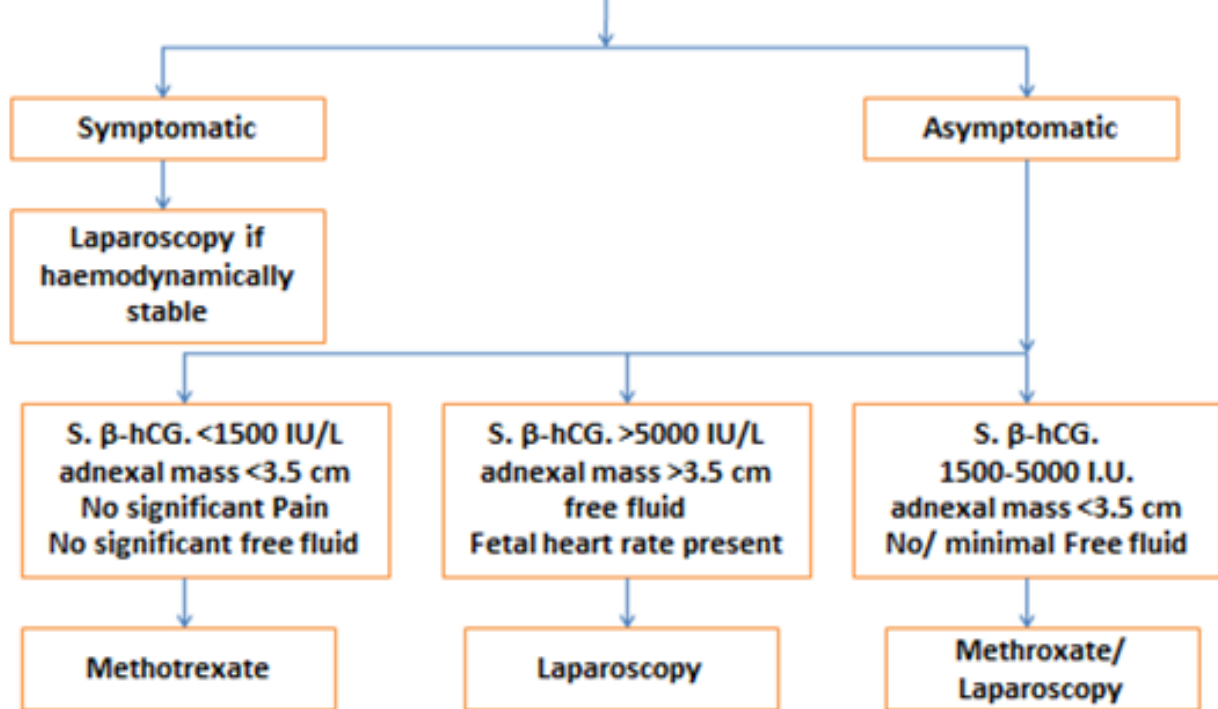 Symptomatic
Asymptomatic
Laparoscopy if
haemodynamically
stable
S. β-hCG. <1500 IU/L
adnexal mass <3.5 cm
No significant Pain
No significant free fluid
S. β-hCG. >5000 IU/L
adnexal mass >3.5 cm
free fluid
Fetal heart rate present
S. β-hCG.
1500-5000 I.U.
adnexal mass <3.5 cm
No/ minimal Free fluid
Methotrexate
Laparoscopy
Methroxate/
Laparoscopy